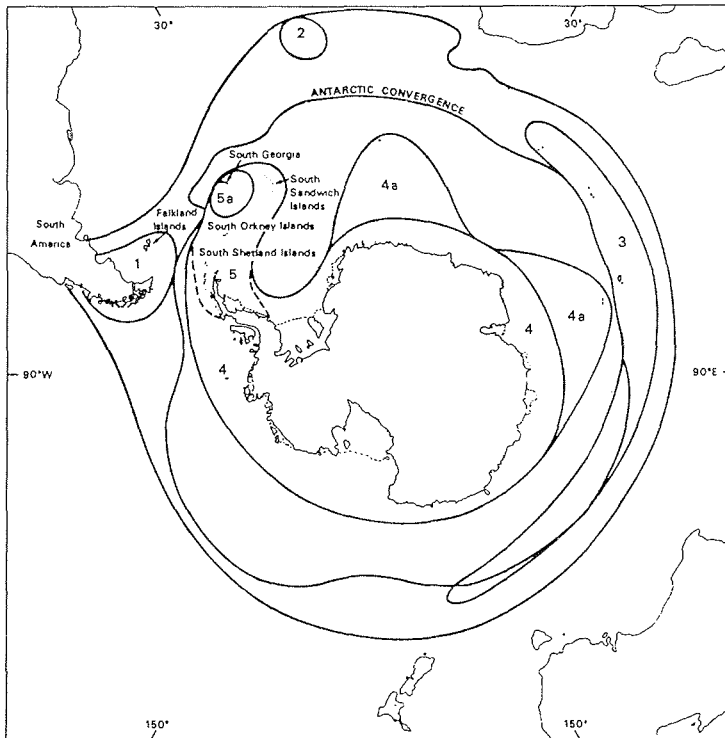 30°
30°
2
ANTARCTIC CONVERGENCE
South Georgia
South
Sandwich
Islands
4a
5a
Falkland
Islands
South
America
South Orkney Islands
3
South Shetland Islands
1
5
4
4a
4
90°W
90°E
150°
150°